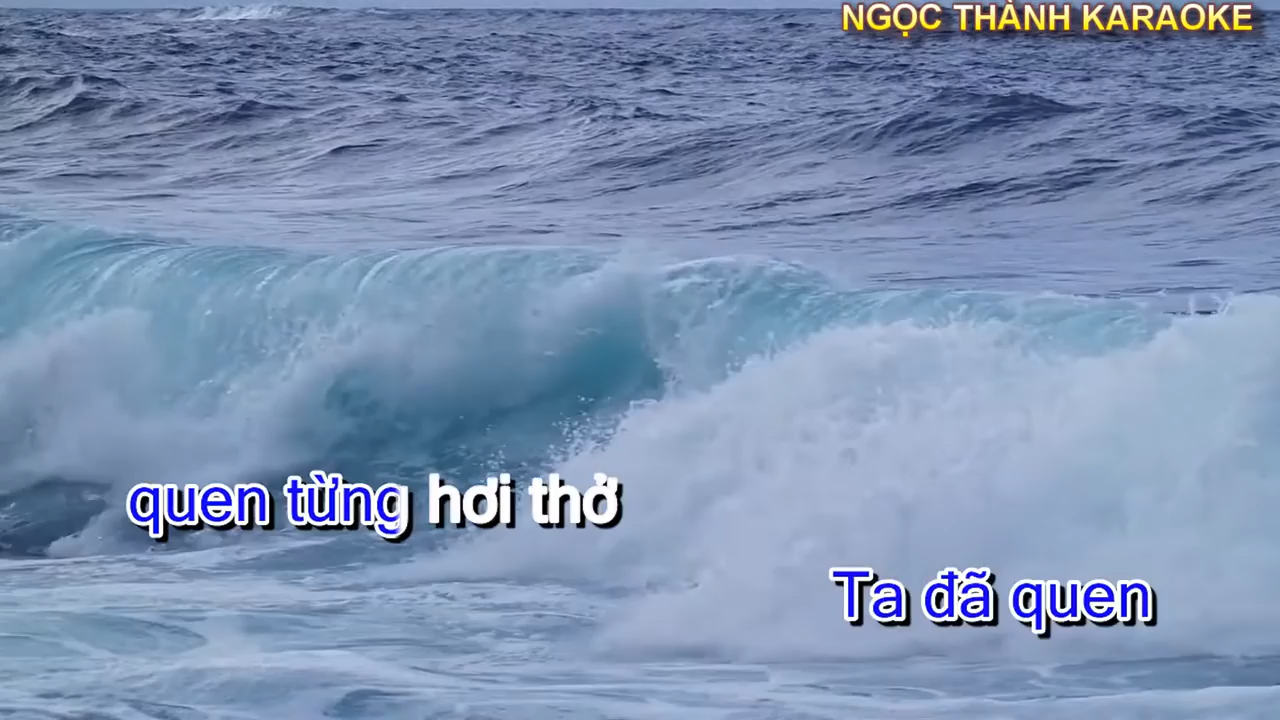 NGỌC THÀNH KARAOKE
quen từng hơi thở
Ta đã quen